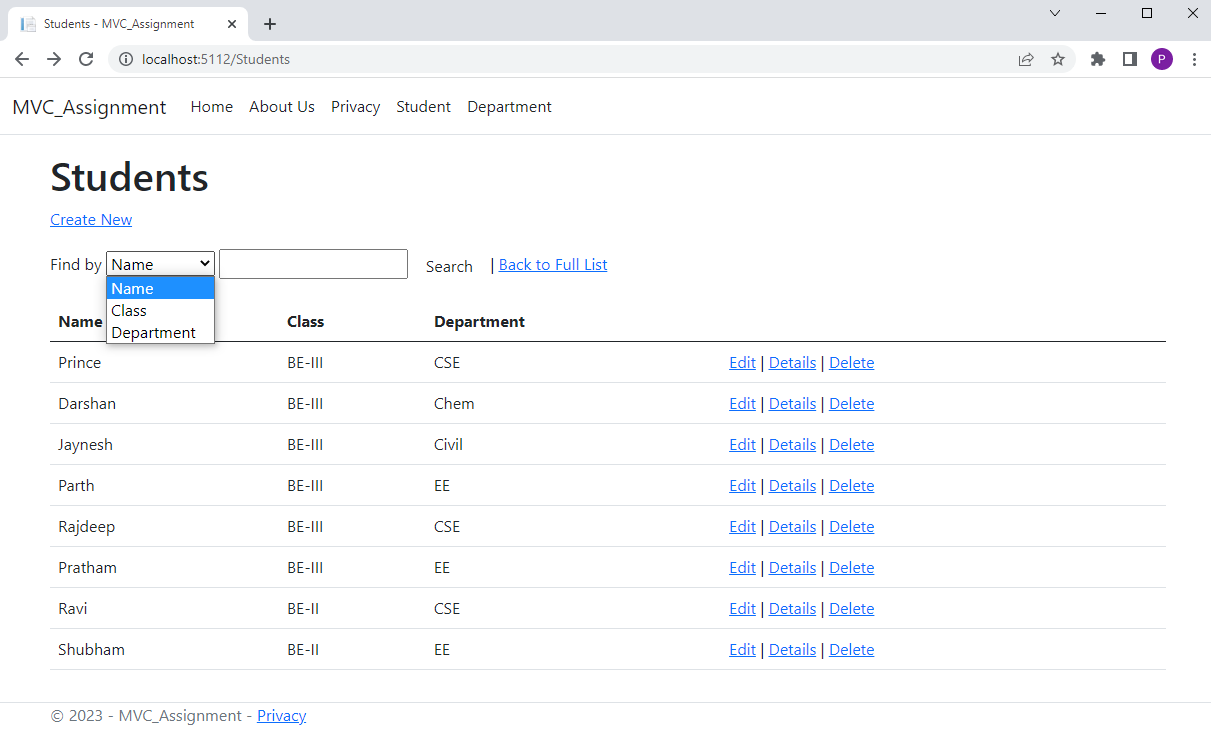 Students - MVC_Assignment
localhost:5112/Students
P
MVC_Assignment Home About Us Privacy Student Department
Students
Create New
Find by Name Search | Back to Full List
Name
Class
Department
Name Class Department
Prince BE-III CSE Edit | Details | Delete
Darshan BE-III Chem Edit | Details | Delete
Jaynesh BE-III Civil Edit | Details | Delete
Parth BE-III EE Edit | Details | Delete
Rajdeep BE-III CSE Edit | Details | Delete
Pratham BE-III EE Edit | Details | Delete
Ravi BE-II CSE Edit | Details | Delete
Shubham BE-II EE Edit | Details | Delete
© 2023 - MVC_Assignment - Privacy